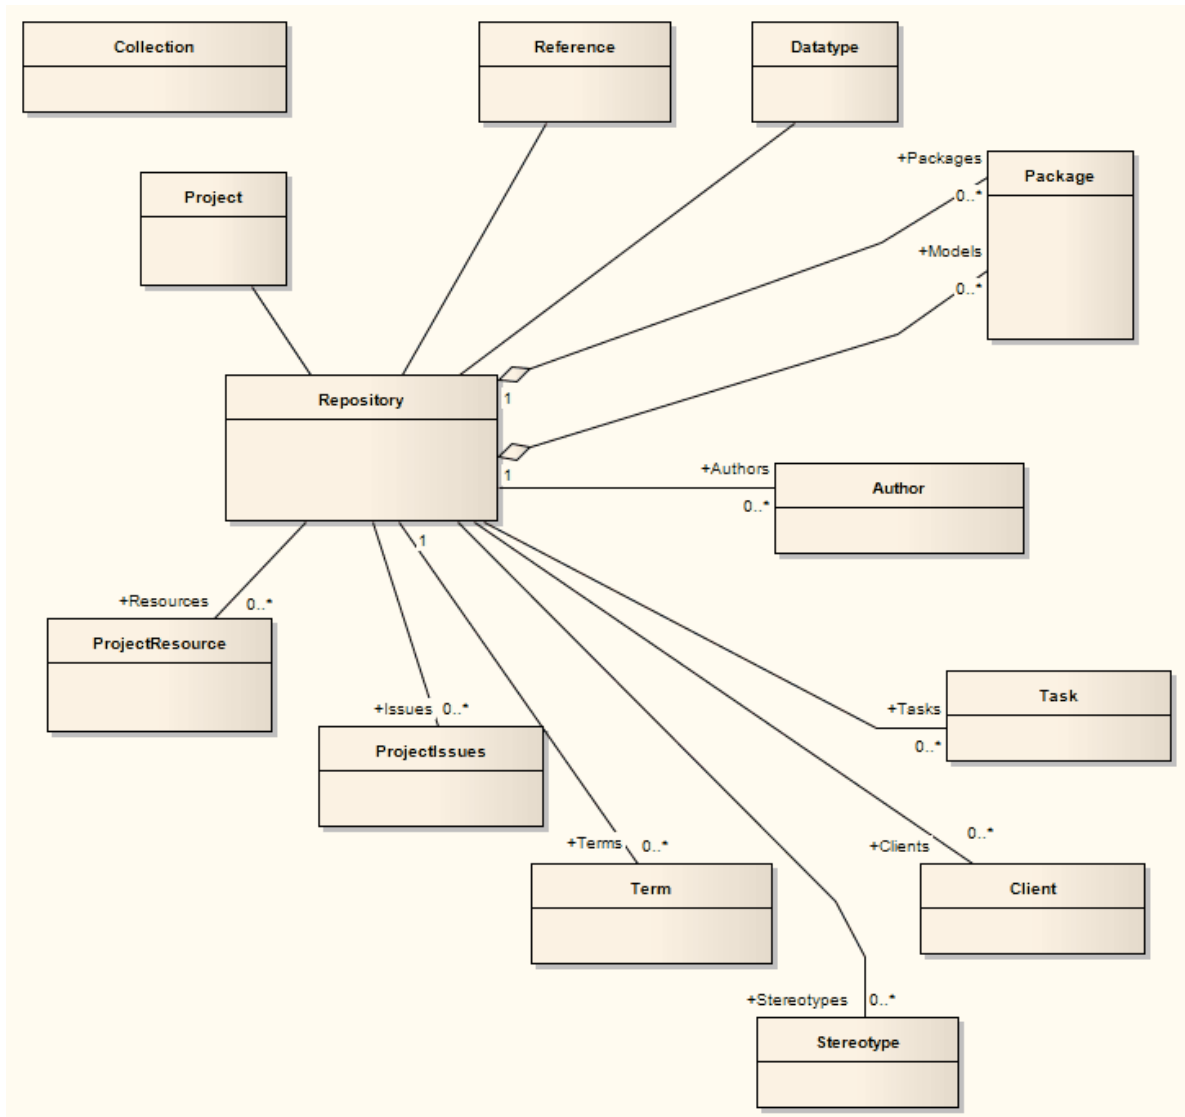 Collection
Reference
Datatype
+Packages
Package
0..*
Project
+Models
0..*
Repository
1
+Authors
1
Author
0..*
1
+Resources
0..*
ProjectResource
+Issues
0..*
ProjectIssues
+Tasks
Task
0..*
+Terms
0..*
Term
+Clients
0..*
Client
+Stereotypes
0..*
Stereotype